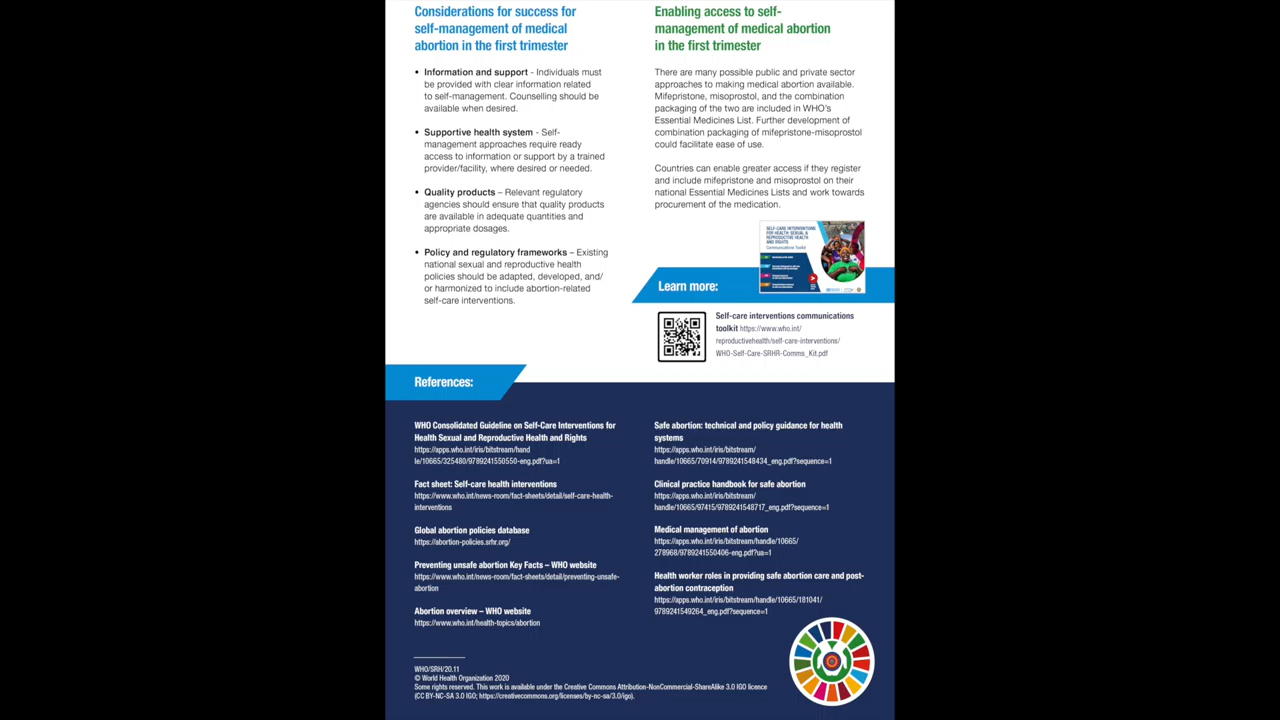 Considerations for success for
self-management of medical
abortion in the first trimester
• Information and support - Individuals must
be provided with clear information related
to self-management. Counselling should be
available when desired.
• Supportive health system - Self-
management approaches require ready
access to information or support by a trained
provider/facility, where desired or needed.
• Quality products – Relevant regulatory
agencies should ensure that quality products
are available in adequate quantities and
appropriate dosages.
• Policy and regulatory frameworks – Existing
national sexual and reproductive health
policies should be adapted, developed, and/
or harmonized to include abortion-related
self-care interventions.
Enabling access to self-
management of medical abortion
in the first trimester
There are many possible public and private sector
approaches to making medical abortion available.
Mifepristone, misoprostol, and the combination
packaging of the two are included in WHO's
Essential Medicines List. Further development of
combination packaging of mifepristone-misoprostol
could facilitate ease of use.
Countries can enable greater access if they register
and include mifepristone and misoprostol on their
national Essential Medicines Lists and work towards
procurement of the medication.
SELF-CARE INTERVENTIONS
FOR HEALTH: SEXUAL &
REPRODUCTIVE HEALTH
AND RIGHTS
Communications Toolkit
Learn more:
Self-care interventions communications
toolkit https://www.who.int/
reproductivehealth/self-care-interventions/
WHO-Self-Care-SRHR-Comms_Kit.pdf
References:
WHO Consolidated Guideline on Self-Care Interventions for
Health Sexual and Reproductive Health and Rights
https://apps.who.int/iris/bitstream/hand
le/10665/325480/9789241550550-eng.pdf?ua=1
Fact sheet: Self-care health interventions
https://www.who.int/news-room/fact-sheets/detail/self-care-health-
interventions
Global abortion policies database
https://abortion-policies.srhr.org/
Preventing unsafe abortion Key Facts – WHO website
https://www.who.int/news-room/fact-sheets/detail/preventing-unsafe-
abortion
Abortion overview – WHO website
https://www.who.int/health-topics/abortion
Safe abortion: technical and policy guidance for health
systems
https://apps.who.int/iris/bitstream/
handle/10665/70914/9789241548434_eng.pdf?sequence=1
Clinical practice handbook for safe abortion
https://apps.who.int/iris/bitstream/
handle/10665/97415/9789241548717_eng.pdf?sequence=1
Medical management of abortion
https://apps.who.int/iris/bitstream/handle/10665/
278968/9789241550406-eng.pdf?ua=1
Health worker roles in providing safe abortion care and post-
abortion contraception
https://apps.who.int/iris/bitstream/handle/10665/181041/
9789241549264_eng.pdf?sequence=1
WHO/SRH/20.11
© World Health Organization 2020
Some rights reserved. This work is available under the Creative Commons Attribution-NonCommercial-ShareAlike 3.0 IGO licence
(CC BY-NC-SA 3.0 IGO; https://creativecommons.org/licenses/by-nc-sa/3.0/igo).